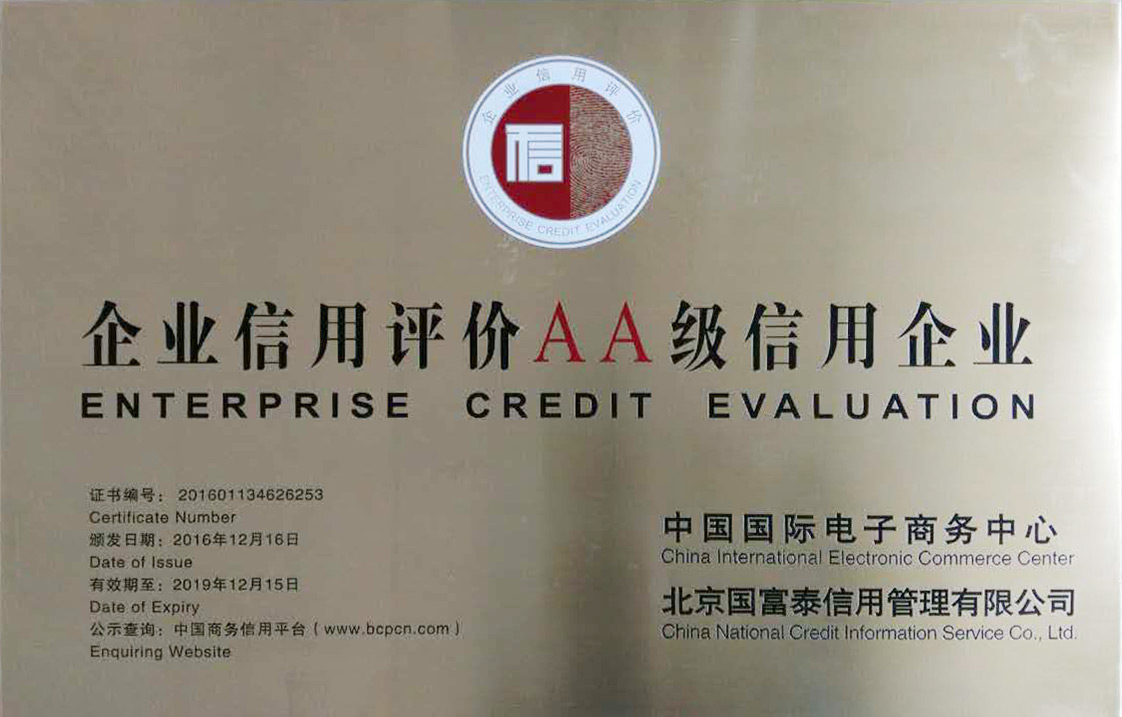 企业信用评价
信
ENTERPRISE CREDIT EVALUATION
企业信用评价AA级信用企业
ENTERPRISE CREDIT EVALUATION
证书编号： 201601134626253
Certificate Number
颁发日期：2016年12月16日
Date of Issue
有效期至：2019年12月15日
Date of Expiry
公示查询：中国商务信用平台（www.bcpcn.com）
Enquiring Website
中国国际电子商务中心
China International Electronic Commerce Center
北京国富泰信用管理有限公司
China National Credit Information Service Co., Ltd.